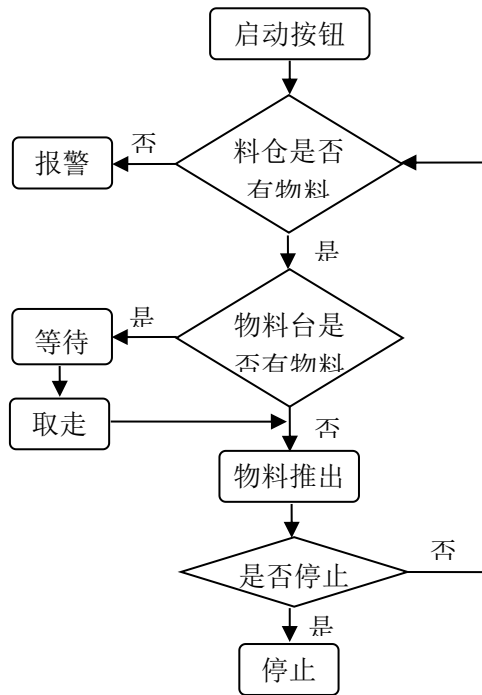 启动按钮
料仓是否
有物料
否
报警
是
物料台是
否有物料
是
等待
取走
否
物料推出
是否停止
否
是
停止